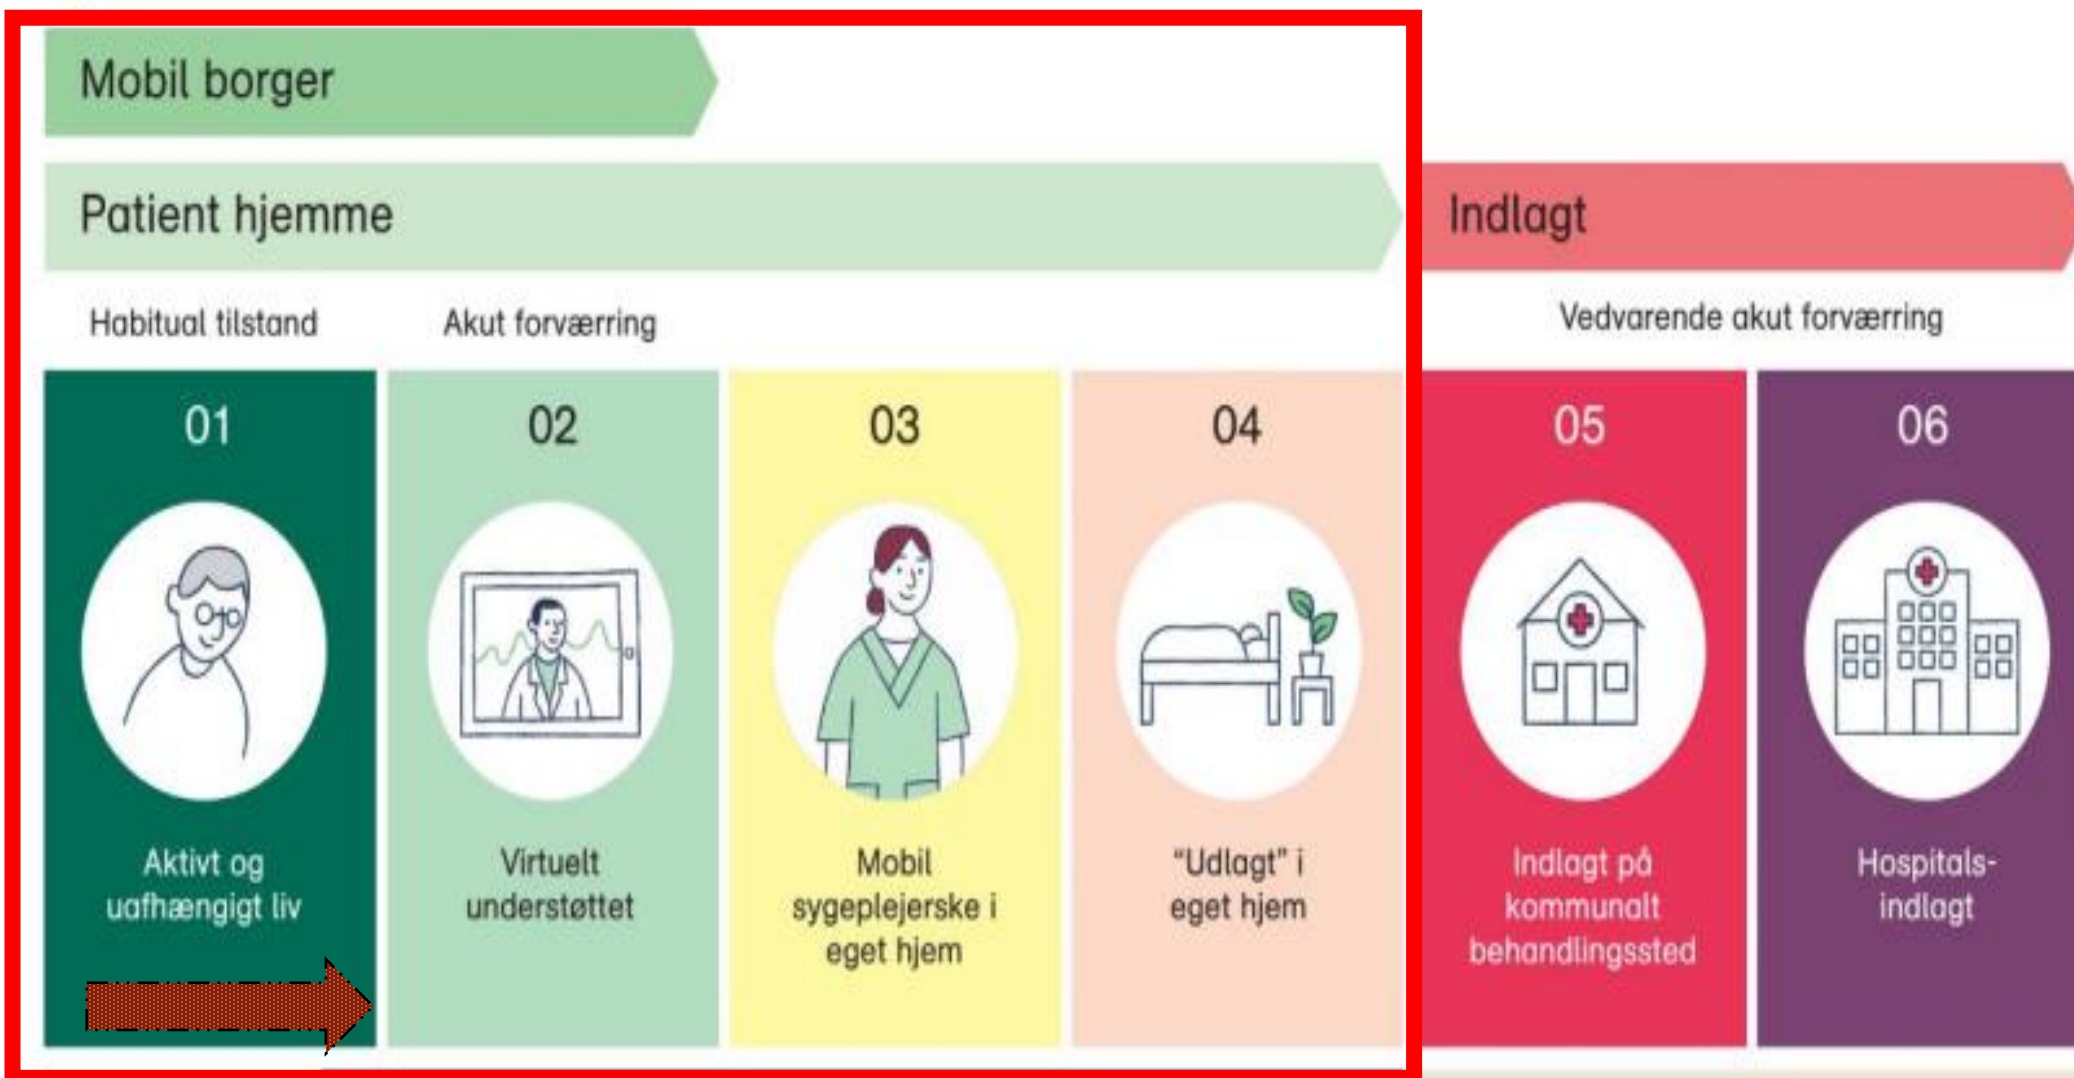 Mobil borger
Patient hjemme
Indlagt
Habitual tilstand
Akut forværring
Vedvarende akut forværring
01
Aktivt og
uafhængigt liv
02
Virtuelt
understøttet
03
Mobil
sygeplejerske i
eget hjem
04
“Udlagt” i
eget hjem
05
Indlagt på
kommunalt
behandlingssted
06
Hospitals-
indlagt